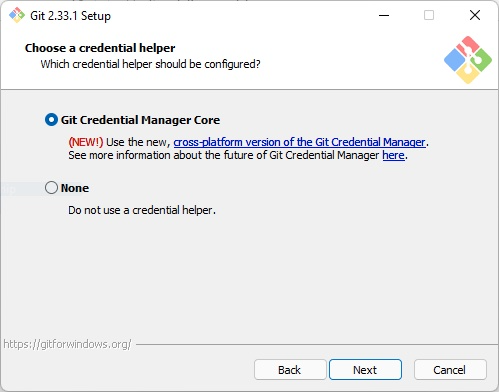 Git 2.33.1 Setup
Choose a credential helper
Which credential helper should be configured?
Git Credential Manager Core
(NEW!) Use the new, cross-platform version of the Git Credential Manager.
See more information about the future of Git Credential Manager here.
None
Do not use a credential helper.
https://gitforwindows.org/
Back
Next
Cancel